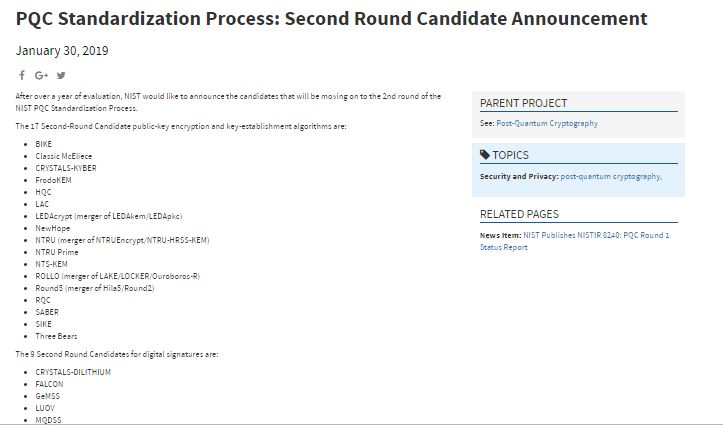 PQC Standardization Process: Second Round Candidate Announcement
January 30, 2019
f G+
After over a year of evaluation, NIST would like to announce the candidates that will be moving on to the 2nd round of the
NIST PQC Standardization Process.
The 17 Second-Round Candidate public-key encryption and key-establishment algorithms are:
BIKE
Classic McEliece
CRYSTALS-KYBER
FrodoKEM
HQC
LAC
LEDAcrypt (merger of LEDAkem/LEDApkc)
NewHope
NTRU (merger of NTRUEncrypt/NTRU-HRSS-KEM)
NTRU Prime
NTS-KEM
ROLLO (merger of LAKE/LOCKER/Ouroboros-R)
Round5 (merger of Hila5/Round2)
RQC
SABER
SIKE
Three Bears
The 9 Second Round Candidates for digital signatures are:
CRYSTALS-DILITHIUM
FALCON
GeMSS
LUOV
MQDSS
PARENT PROJECT
See: Post-Quantum Cryptography
TOPICS
Security and Privacy: post-quantum cryptography,
RELATED PAGES
News Item: NIST Publishes NISTIR 8240: PQC Round 1
Status Report